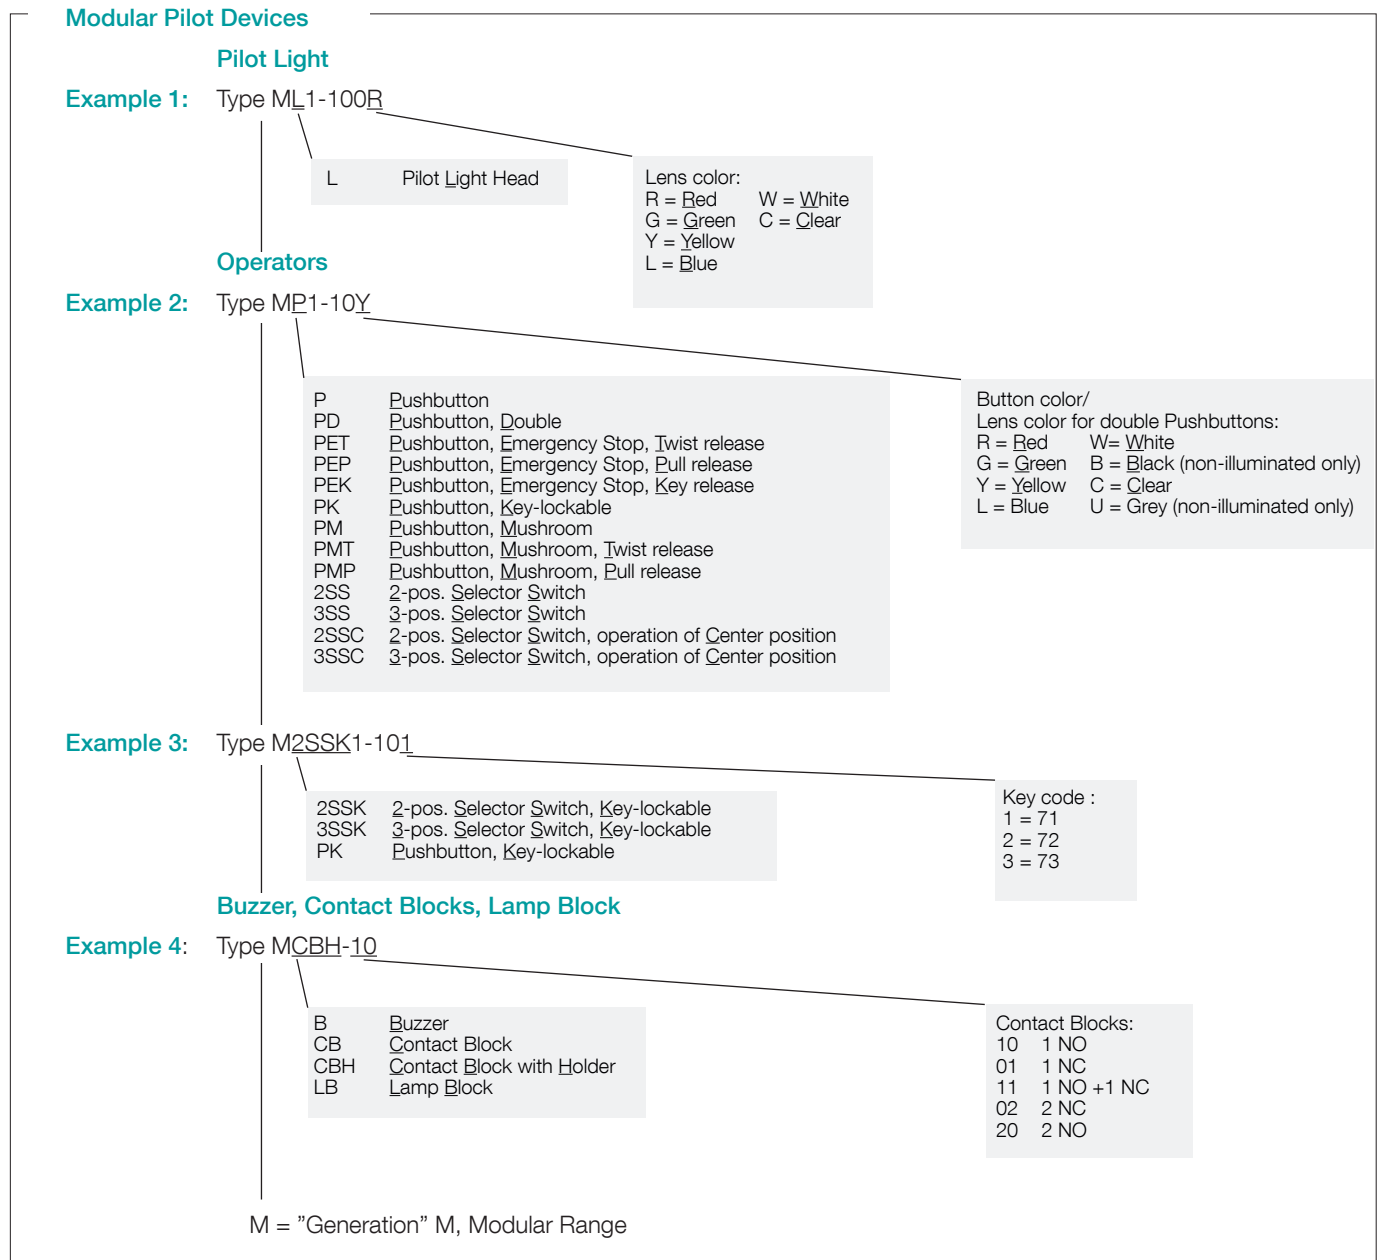 Modular Pilot Devices
Pilot Light
Example 1: Type ML1-100R
L Pilot Light Head
Lens color:
R = Red W = White
G = Green C = Clear
Y = Yellow
L = Blue
Operators
Example 2: Type MP1-10Y
P Pushbutton
PD Pushbutton, Double
PET Pushbutton, Emergency Stop, Twist release
PEP Pushbutton, Emergency Stop, Pull release
PEK Pushbutton, Emergency Stop, Key release
PK Pushbutton, Key-lockable
PM Pushbutton, Mushroom
PMT Pushbutton, Mushroom, Twist release
PMP Pushbutton, Mushroom, Pull release
2SS 2-pos. Selector Switch
3SS 3-pos. Selector Switch
2SSC 2-pos. Selector Switch, operation of Center position
3SSC 3-pos. Selector Switch, operation of Center position
Button color/
Lens color for double Pushbuttons:
R = Red W= White
G = Green B = Black (non-illuminated only)
Y = Yellow C = Clear
L = Blue U = Grey (non-illuminated only)
Example 3: Type M2SSK1-101
2SSK 2-pos. Selector Switch, Key-lockable
3SSK 3-pos. Selector Switch, Key-lockable
PK Pushbutton, Key-lockable
Key code :
1 = 71
2 = 72
3 = 73
Buzzer, Contact Blocks, Lamp Block
Example 4: Type MCBH-10
B Buzzer
CB Contact Block
CBH Contact Block with Holder
LB Lamp Block
Contact Blocks:
10 1 NO
01 1 NC
11 1 NO +1 NC
02 2 NC
20 2 NO
M = ”Generation” M, Modular Range